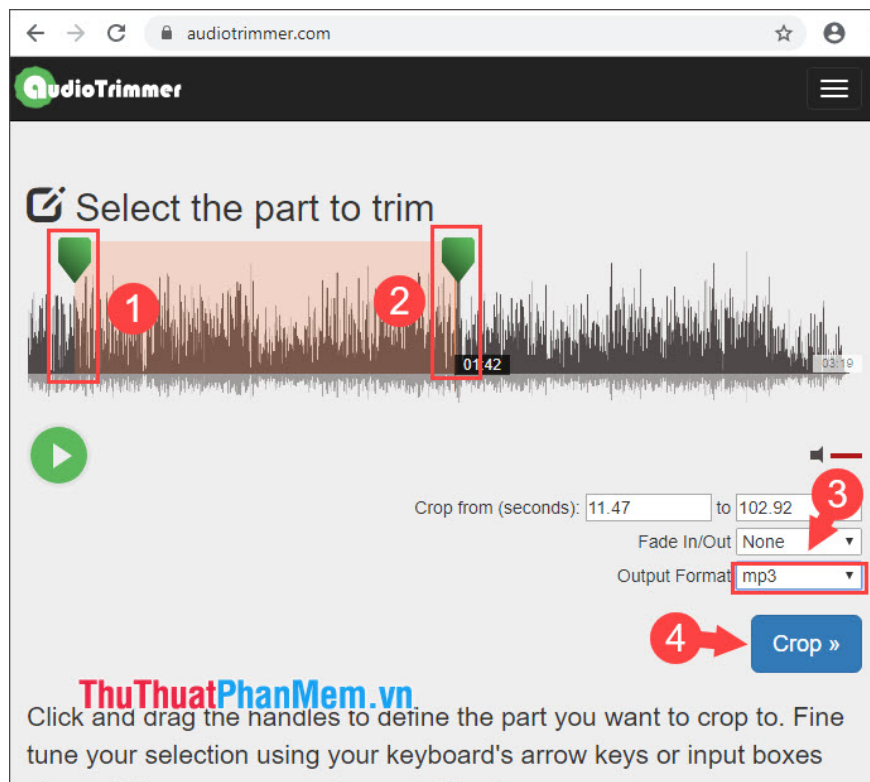 audiotrimmer.com
audioTrimmer
Select the part to trim
1
2
01:42
03:19
Crop from (seconds): 11.47 to 102.92
3
Fade In/Out None
Output Format mp3
4
Crop »
ThuThuatPhanMem.vn
Click and drag the handles to define the part you want to crop to. Fine
tune your selection using your keyboard's arrow keys or input boxes